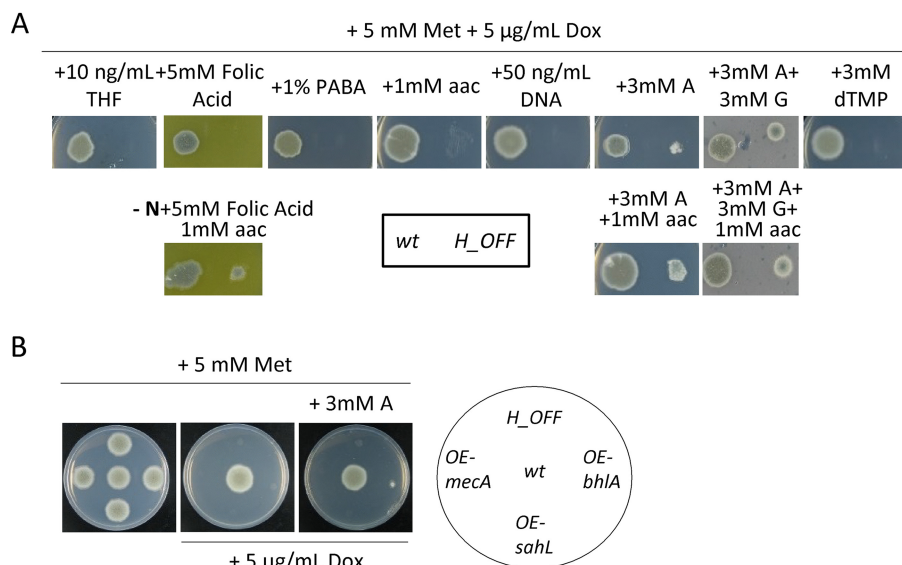 A
+ 5 mM Met + 5 µg/mL Dox
+10 ng/mL THF
+5mM Folic Acid
+1% PABA
+1mM aac
+50 ng/mL DNA
+3mM A
+3mM A+ 3mM G
+3mM dTMP
- N+5mM Folic Acid
1mM aac
wt H_OFF
+3mM A
+1mM aac
+3mM A+
3mM G+
1mM aac
B
+ 5 mM Met
+ 3mM A
H_OFF
OE-
mecA
wt
OE-
bhlA
OE-
sahL
+ 5 µg/mL Dox